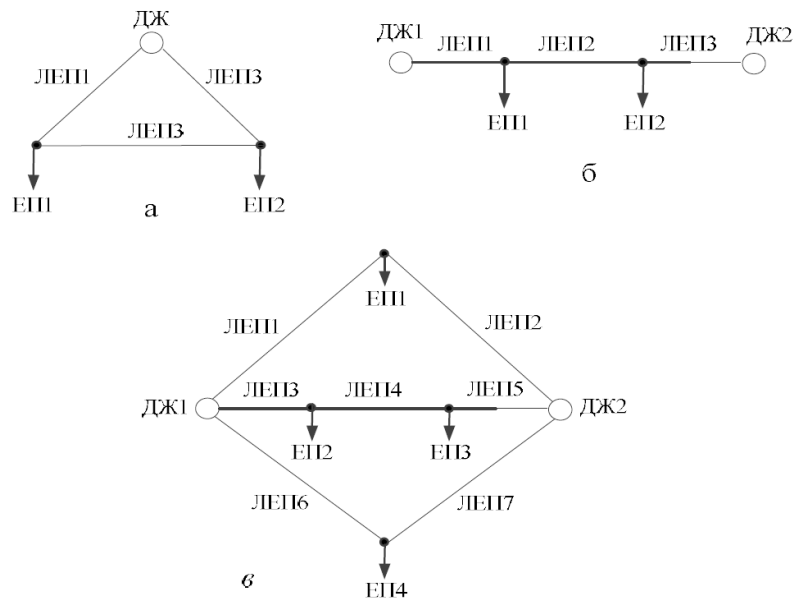 ДЖ
ЛЕП1
ЛЕП3
ЛЕП3
ЕП1
ЕП2
а
ДЖ1
ЛЕП1
ЛЕП2
ЛЕП3
ДЖ2
ЕП1
ЕП2
б
ЕП1
ЛЕП1
ЛЕП2
ДЖ1
ЛЕП3
ЛЕП4
ЛЕП5
ДЖ2
ЕП2
ЕП3
ЛЕП6
ЛЕП7
в
ЕП4